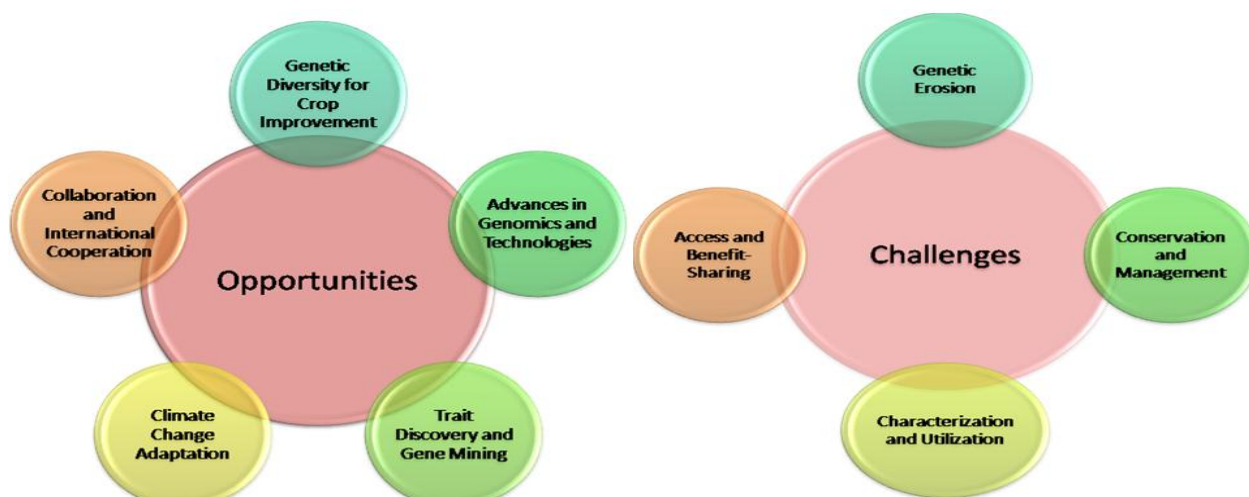 Genetic
Diversity for
Crop
Improvement
Collaboration
and
International
Cooperation
Advances in
Genomics and
Technologies
Opportunities
Climate
Change
Adaptation
Trait
Discovery and
Gene Mining
Genetic
Erosion
Access and
Benefit-
Sharing
Challenges
Conservation
and
Management
Characterization
and Utilization